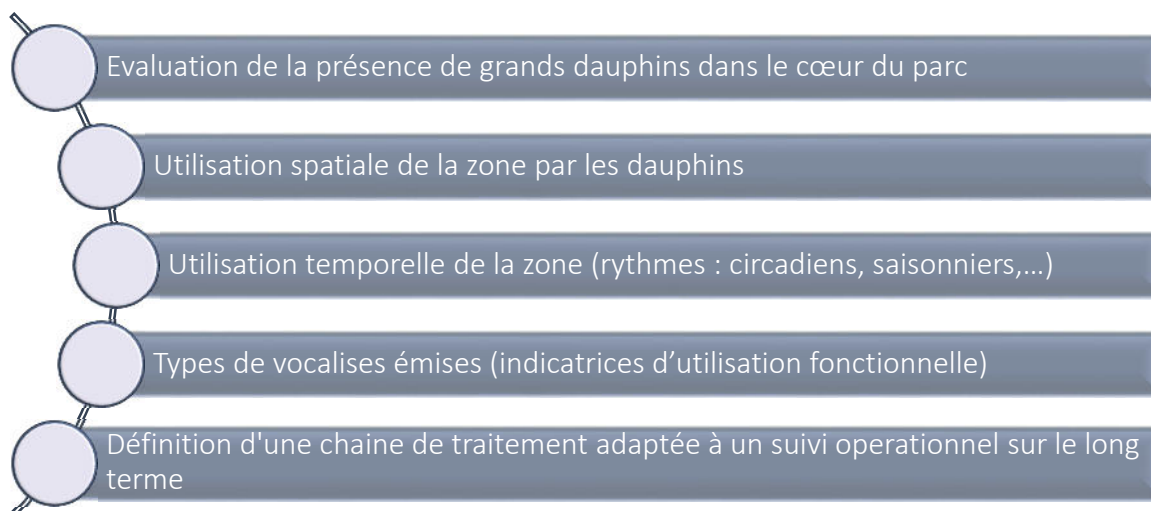 Evaluation de la présence de grands dauphins dans le cœur du parc
Utilisation spatiale de la zone par les dauphins
Utilisation temporelle de la zone (rythmes : circadiens, saisonniers,...)
Types de vocalises émises (indicatrices d’utilisation fonctionnelle)
Définition d'une chaine de traitement adaptée à un suivi operationnel sur le long
terme